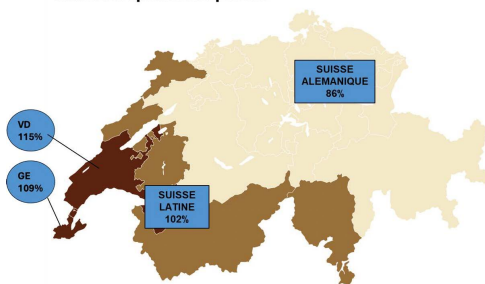 SUISSE
ALEMANIQUE
86%
VD
115%
GE
109%
SUISSE
LATINE
102%